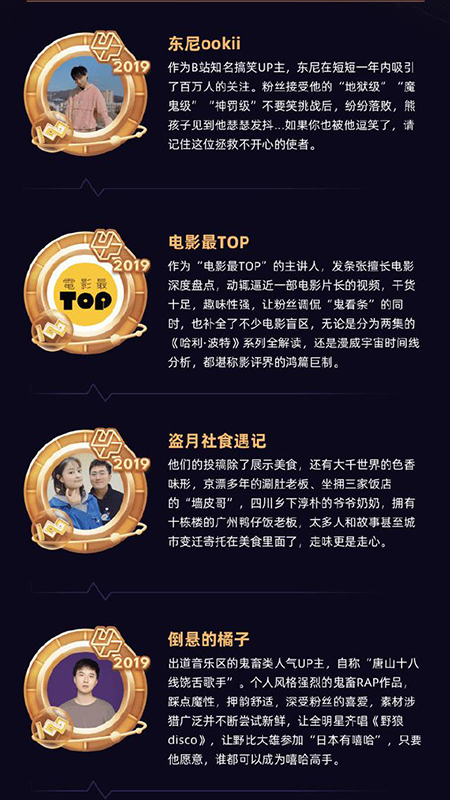 2019
东尼ookii
作为B站知名搞笑UP主，东尼在短短一年内吸引
了百万人的关注。粉丝接受他的“地狱级”“魔
鬼级”“神罚级”不要笑挑战后，纷纷落败，熊
孩子见到他瑟瑟发抖...如果你也被他逗笑了，请
记住这位拯救不开心的使者。
2019
電影最
TOP
电影最TOP
作为“电影最TOP”的主讲人，发条张擅长电影
深度盘点，动辄逼近一部电影片长的视频，干货
十足，趣味性强，让粉丝调侃“鬼看条”的同
时，也补全了不少电影盲区，无论是分为两集的
《哈利·波特》系列全解读，还是漫威宇宙时间线
分析，都堪称影评界的鸿篇巨制。
2019
盗月社食遇记
他们的投稿除了展示美食，还有大千世界的色香
味形，京漂多年的涮肚老板、坐拥三家饭店
的“墙皮哥”，四川乡下淳朴的爷爷奶奶，拥有
十栋楼的广州鸭仔饭老板，太多人和故事甚至城
市变迁寄托在美食里面了，走味更是走心。
2019
倒悬的橘子
出道音乐区的鬼畜类人气UP主，自称“唐山十八
线饶舌歌手”。个人风格强烈的鬼畜RAP作品，
踩点魔性，押韵舒适，深受粉丝的喜爱，素材涉
猎广泛并不断尝试新鲜，让全明星齐唱《野狼
disco》，让野比大雄参加“日本有嘻哈”，只要
他愿意，谁都可以成为嘻哈高手。